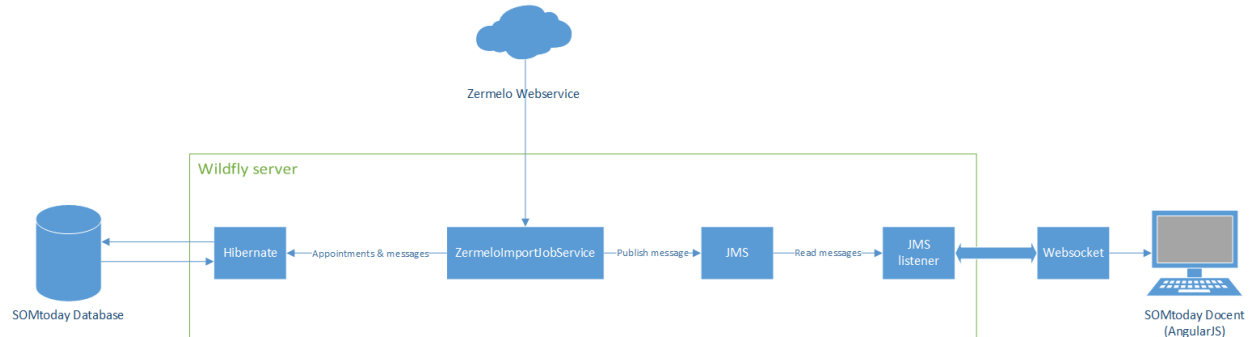 Zermelo Webservice
Wildfly server
Hibernate
Appointments & messages
ZermeloImportJobService
Publish message
JMS
Read messages
JMS
listener
Websocket
SOMtoday Database
SOMtoday Docent
(AngularJS)